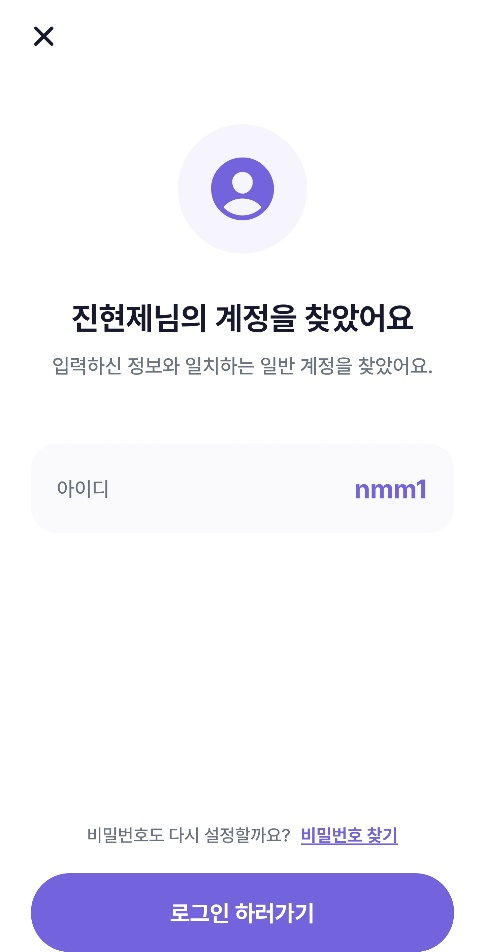 진현제님의 계정을 찾았어요
입력하신 정보와 일치하는 일반 계정을 찾았어요.
아이디 nmm1
비밀번호도 다시 설정할까요? 비밀번호 찾기
로그인 하러가기